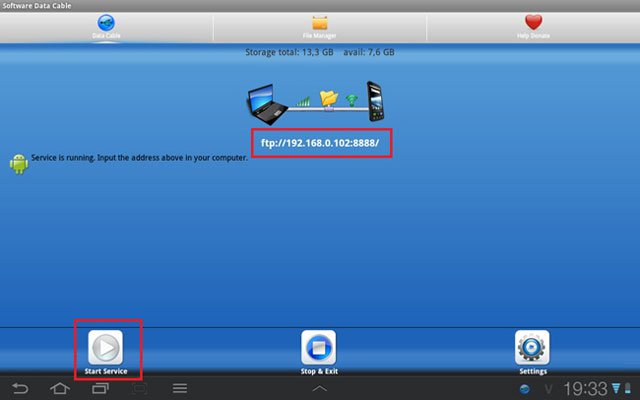 Software Data Cable
Data Cable
File Manager
Help Donate
Storage total: 13,3 GB avail: 7,6 GB
ftp://192.168.0.102:8888/
Service is running. Input the address above in your computer.
Start Service
Stop & Exit
Settings
19:33